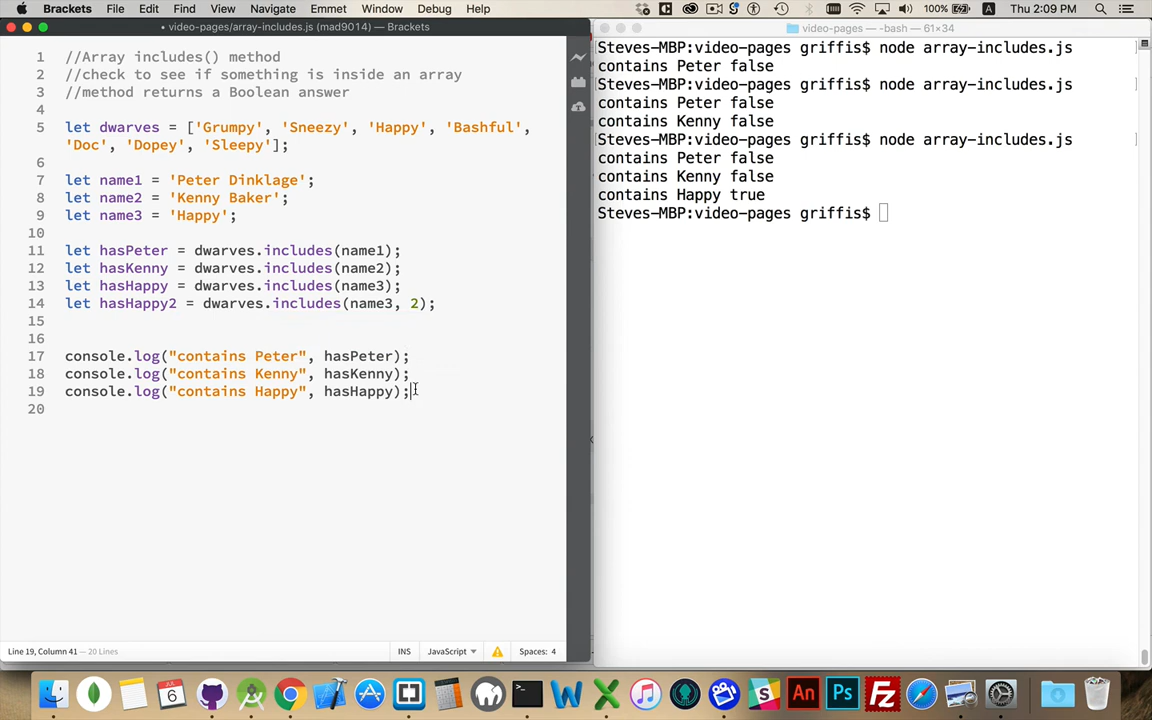 Brackets File Edit Find View Navigate Emmet Window Debug Help 100% A Thu 2:09 PM
• video-pages/array-includes.js (mad9014) — Brackets
video-pages — -bash — 61×34
1 //Array includes() method
2 //check to see if something is inside an array
3 //method returns a Boolean answer
4
5 let dwarves = ['Grumpy', 'Sneezy', 'Happy', 'Bashful',
'Doc', 'Dopey', 'Sleepy'];
6
7 let name1 = 'Peter Dinklage';
8 let name2 = 'Kenny Baker';
9 let name3 = 'Happy';
10
11 let hasPeter = dwarves.includes(name1);
12 let hasKenny = dwarves.includes(name2);
13 let hasHappy = dwarves.includes(name3);
14 let hasHappy2 = dwarves.includes(name3, 2);
15
16
17 console.log("contains Peter", hasPeter);
18 console.log("contains Kenny", hasKenny);
19 console.log("contains Happy", hasHappy);
20
Line 19, Column 41 — 20 Lines INS JavaScript Spaces: 4
Steves-MBP:video-pages griffis$ node array-includes.js
contains Peter false
Steves-MBP:video-pages griffis$ node array-includes.js
contains Peter false
contains Kenny false
Steves-MBP:video-pages griffis$ node array-includes.js
contains Peter false
contains Kenny false
contains Happy true
Steves-MBP:video-pages griffis$
6 W X An Ps Fz